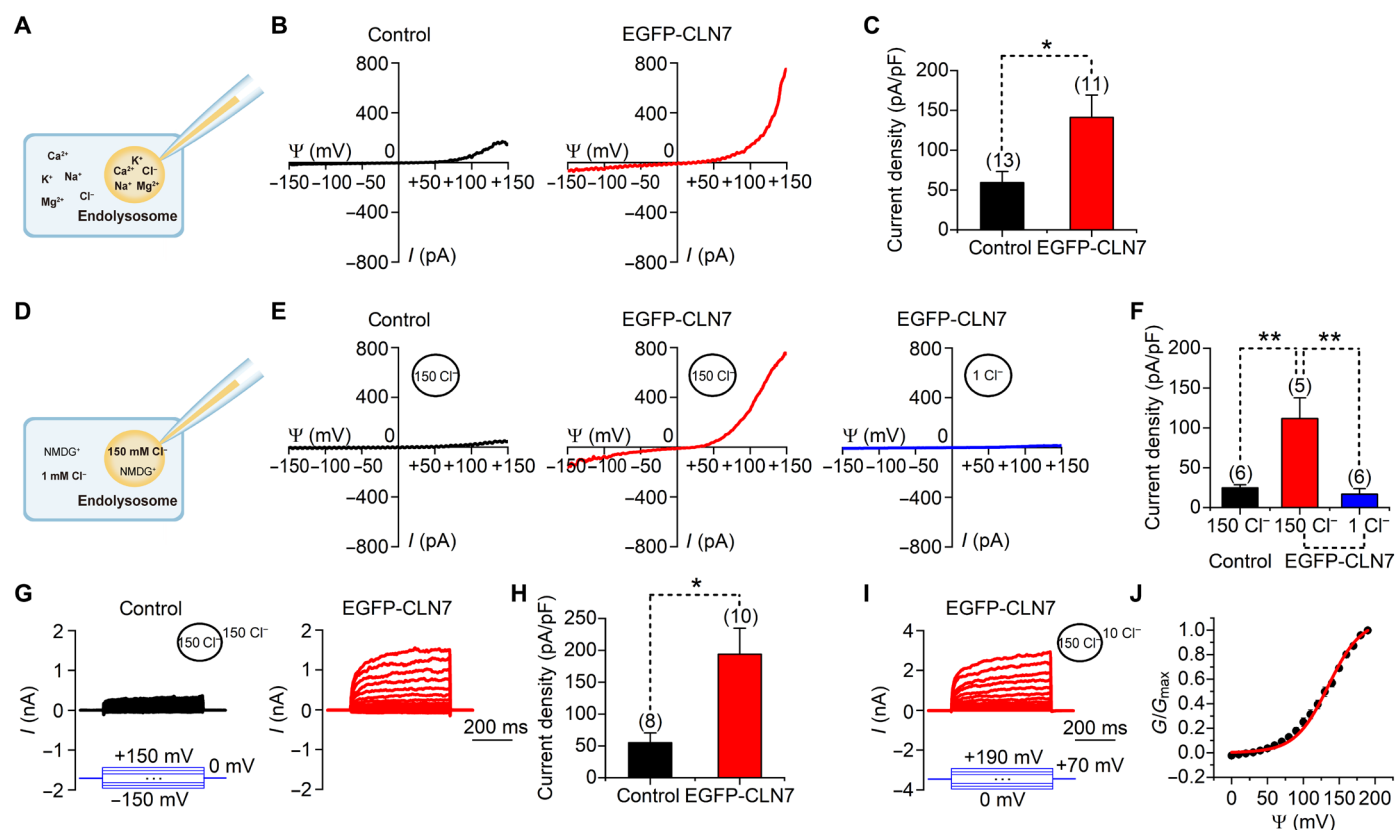 A
Ca²⁺
K⁺
Na⁺
Mg²⁺
Cl⁻
K⁺
Ca²⁺ Cl⁻
Na⁺ Mg²⁺
Endolysosome
B
Control
800
400
0
Ψ (mV)
−150 −100 −50
+50 +100 +150
−400
−800
I (pA)
EGFP-CLN7
800
400
0
Ψ (mV)
−150 −100 −50
+50 +100 +150
−400
−800
I (pA)
C
Current density (pA/pF)
200
150
100
50
0
*
(13)
(11)
Control EGFP-CLN7
D
NMDG⁺
1 mM Cl⁻
150 mM Cl⁻
NMDG⁺
Endolysosome
E
Control
800
400
0
150 Cl⁻
Ψ (mV)
−150 −100 −50
+50 +100 +150
−400
−800
I (pA)
EGFP-CLN7
800
400
0
150 Cl⁻
Ψ (mV)
−150 −100 −50
+50 +100 +150
−400
−800
I (pA)
EGFP-CLN7
800
400
0
1 Cl⁻
Ψ (mV)
−150 −100 −50
+50 +100 +150
−400
−800
I (pA)
F
Current density (pA/pF)
200
150
100
50
0
** **
(6)
(5)
(6)
150 Cl⁻ 150 Cl⁻ 1 Cl⁻
Control EGFP-CLN7
G
Control
150 Cl⁻ 150 Cl⁻
I (nA)
2
1
0
−1
−2
+150 mV
0 mV
...
−150 mV
EGFP-CLN7
I (nA)
2
1
0
−1
−2
200 ms
H
Current density (pA/pF)
250
200
150
100
50
0
*
(8)
(10)
Control EGFP-CLN7
I
EGFP-CLN7
150 Cl⁻ 10 Cl⁻
I (nA)
4
2
0
−2
−4
200 ms
+190 mV
+70 mV
...
0 mV
J
G/Gmax
1.0
0.8
0.6
0.4
0.2
0.0
−0.2
0 50 100 150 200
Ψ (mV)